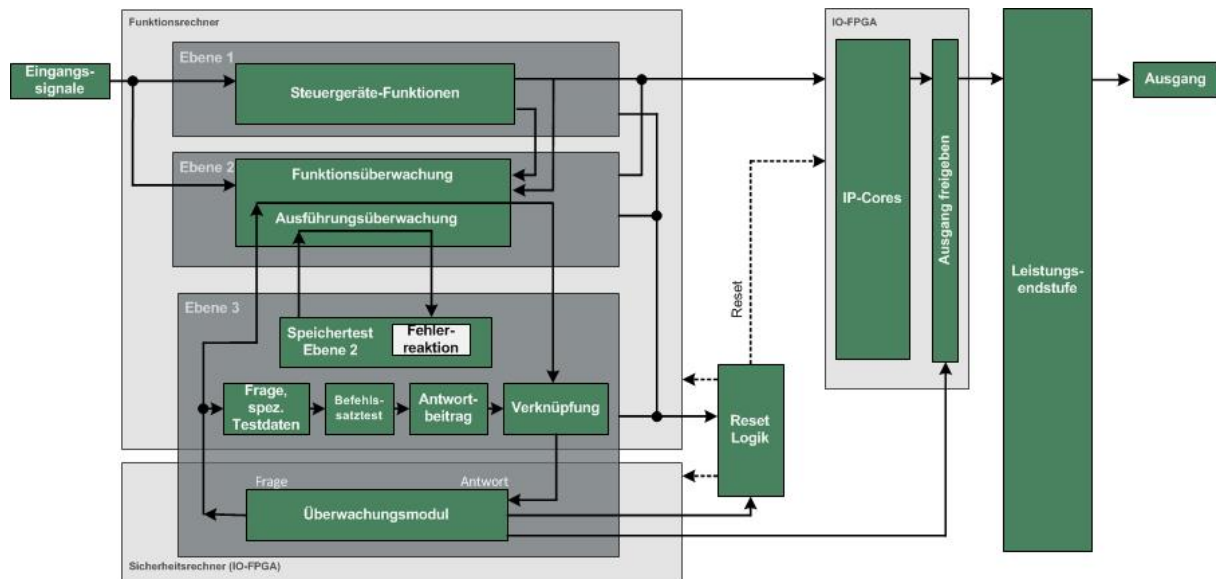 Funktionsrechner
IO-FPGA
Ebene 1
Eingangs-
signale
Steuergeräte-Funktionen
Ausgang
Ebene 2
Funktionsüberwachung
Ausführungsüberwachung
IP-Cores
Ausgang freigeben
Leistungs-
endstufe
Reset
Ebene 3
Speichertest
Ebene 2
Fehler-
reaktion
Frage,
spez.
Testdaten
Befehls-
satztest
Antwort-
beitrag
Verknüpfung
Reset
Logik
Frage
Antwort
Überwachungsmodul
Sicherheitsrechner (IO-FPGA)